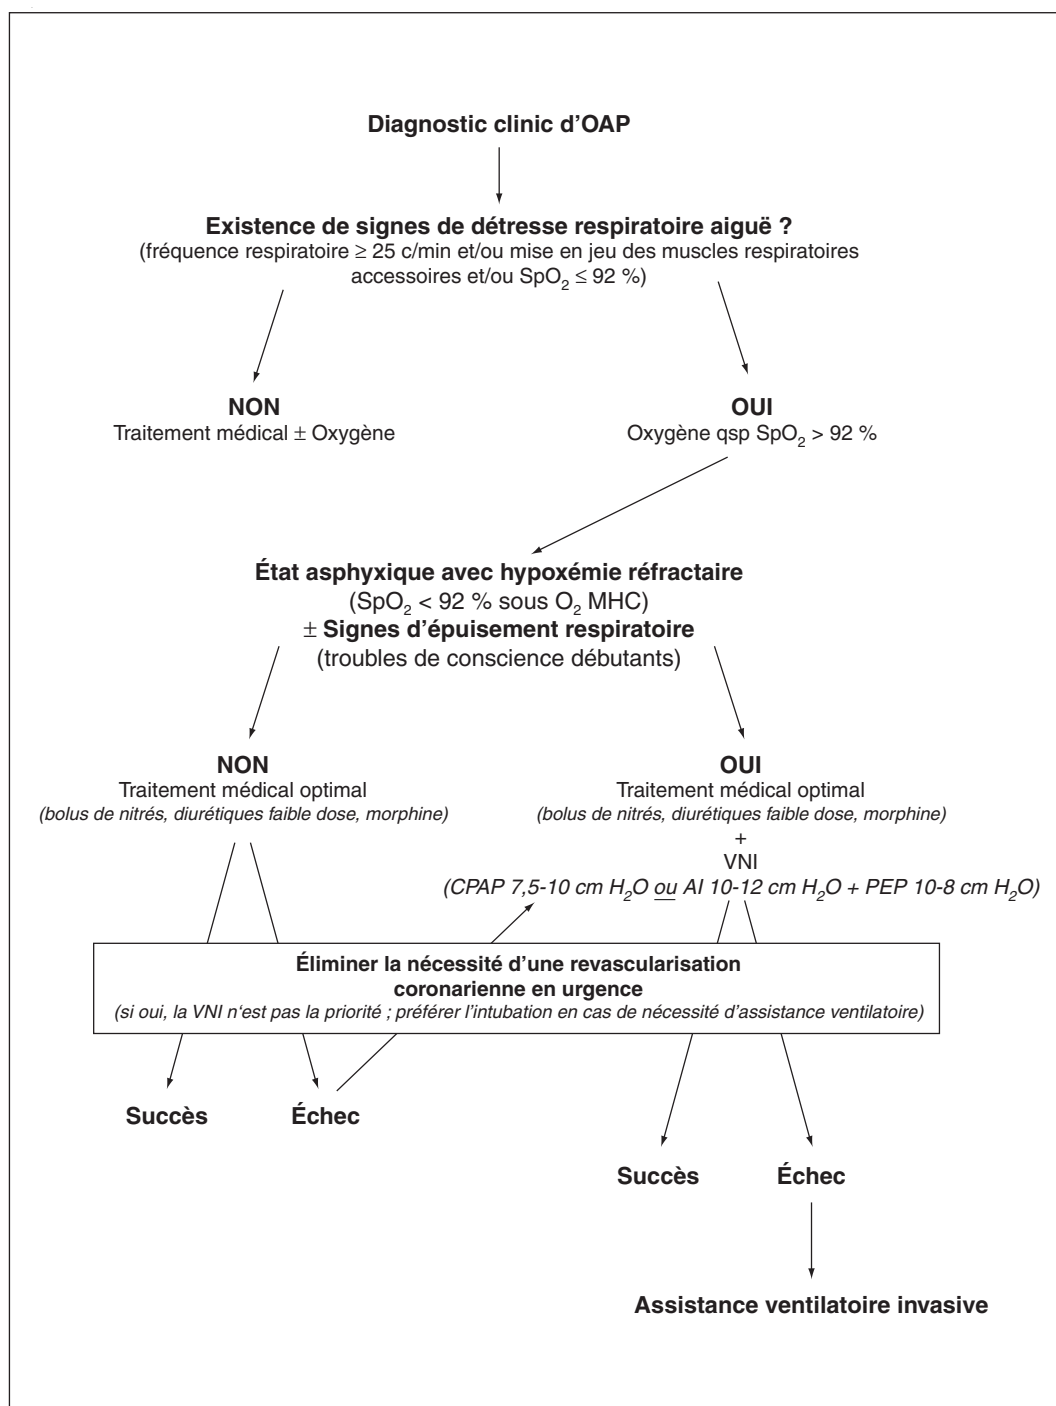 Diagnostic clinic d'OAP
Existence de signes de détresse respiratoire aiguë ?
(fréquence respiratoire ≥ 25 c/min et/ou mise en jeu des muscles respiratoires
accessoires et/ou SpO2 ≤ 92 %)
NON
Traitement médical ± Oxygène
OUI
Oxygène qsp SpO2 > 92 %
État asphyxique avec hypoxémie réfractaire
(SpO2 < 92 % sous O2 MHC)
± Signes d'épuisement respiratoire
(troubles de conscience débutants)
NON
Traitement médical optimal
(bolus de nitrés, diurétiques faible dose, morphine)
OUI
Traitement médical optimal
(bolus de nitrés, diurétiques faible dose, morphine)
+
VNI
(CPAP 7,5-10 cm H2O ou AI 10-12 cm H2O + PEP 10-8 cm H2O)
Éliminer la nécessité d'une revascularisation
coronarienne en urgence
(si oui, la VNI n'est pas la priorité ; préférer l'intubation en cas de nécessité d'assistance ventilatoire)
Succès
Échec
Succès
Échec
Assistance ventilatoire invasive